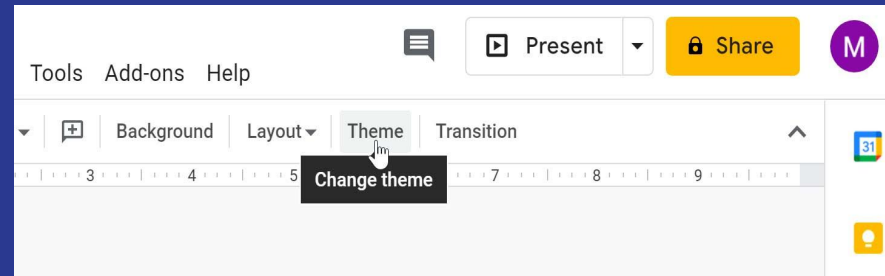 Present
Share
M
Tools Add-ons Help
Background Layout Theme Transition
31
3 4 5 7 8 9
Change theme